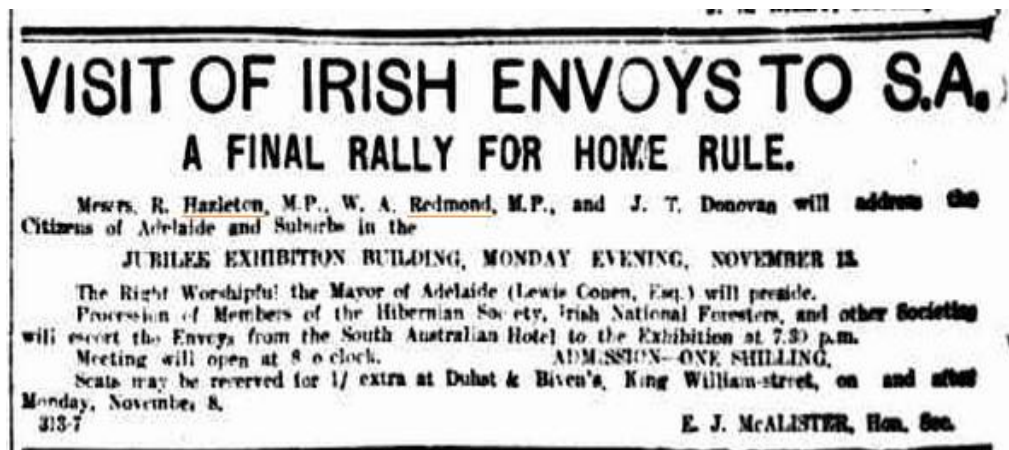 VISIT OF IRISH ENVOYS TO S.A.
A FINAL RALLY FOR HOME RULE.
Messrs. R. Hazleton, M.P., W. A. Redmond, M.P., and J. T. Donovan will address the
Citizens of Adelaide and Suburbs in the
JUBILEE EXHIBITION BUILDING, MONDAY EVENING, NOVEMBER 13.
The Right Worshipful the Mayor of Adelaide (Lewis Cohen, Esq.) will preside.
Procession of Members of the Hibernian Society, Irish National Foresters, and other Societies
will escort the Envoys from the South Australian Hotel to the Exhibition at 7.30 p.m.
Meeting will open at 8 o'clock. ADMISSION—ONE SHILLING.
Seats may be reserved for 1/ extra at Duhst & Biven's, King William-street, on and after
Monday, November 8.
313-7 E. J. McALISTER, Hon. Sec.